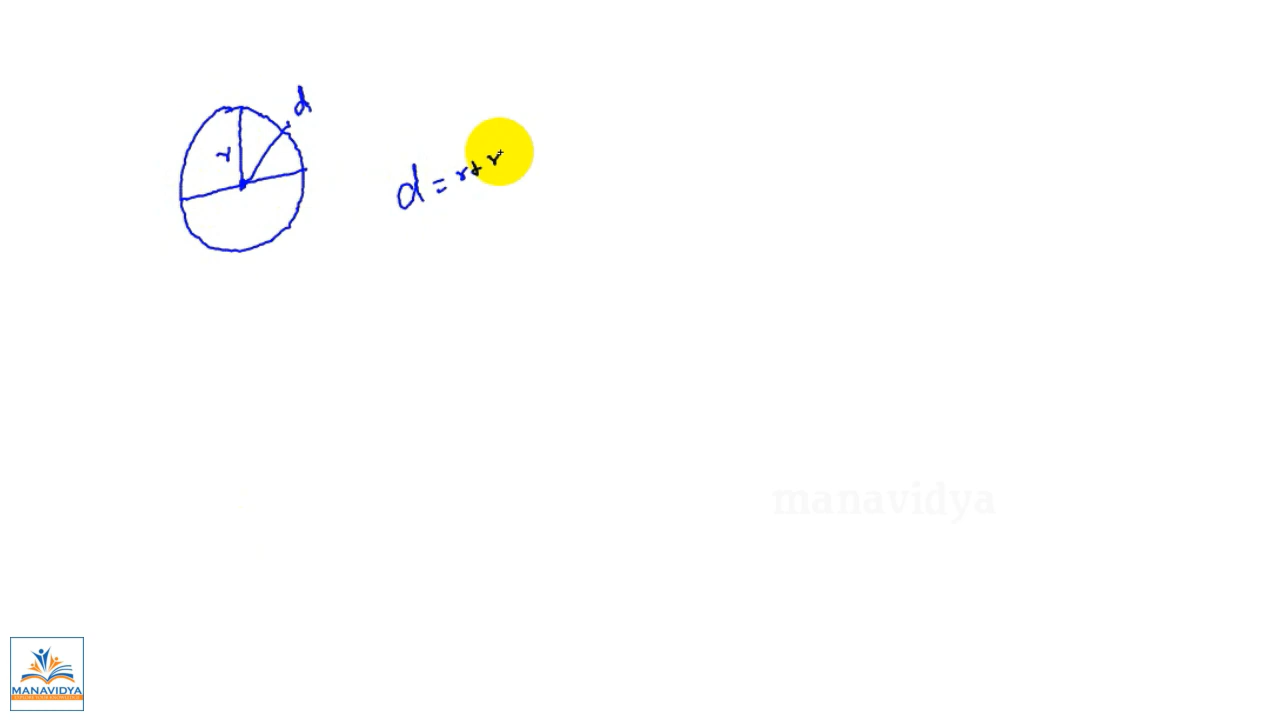 d
r
d = r + r
manavidya
MANAVIDYA